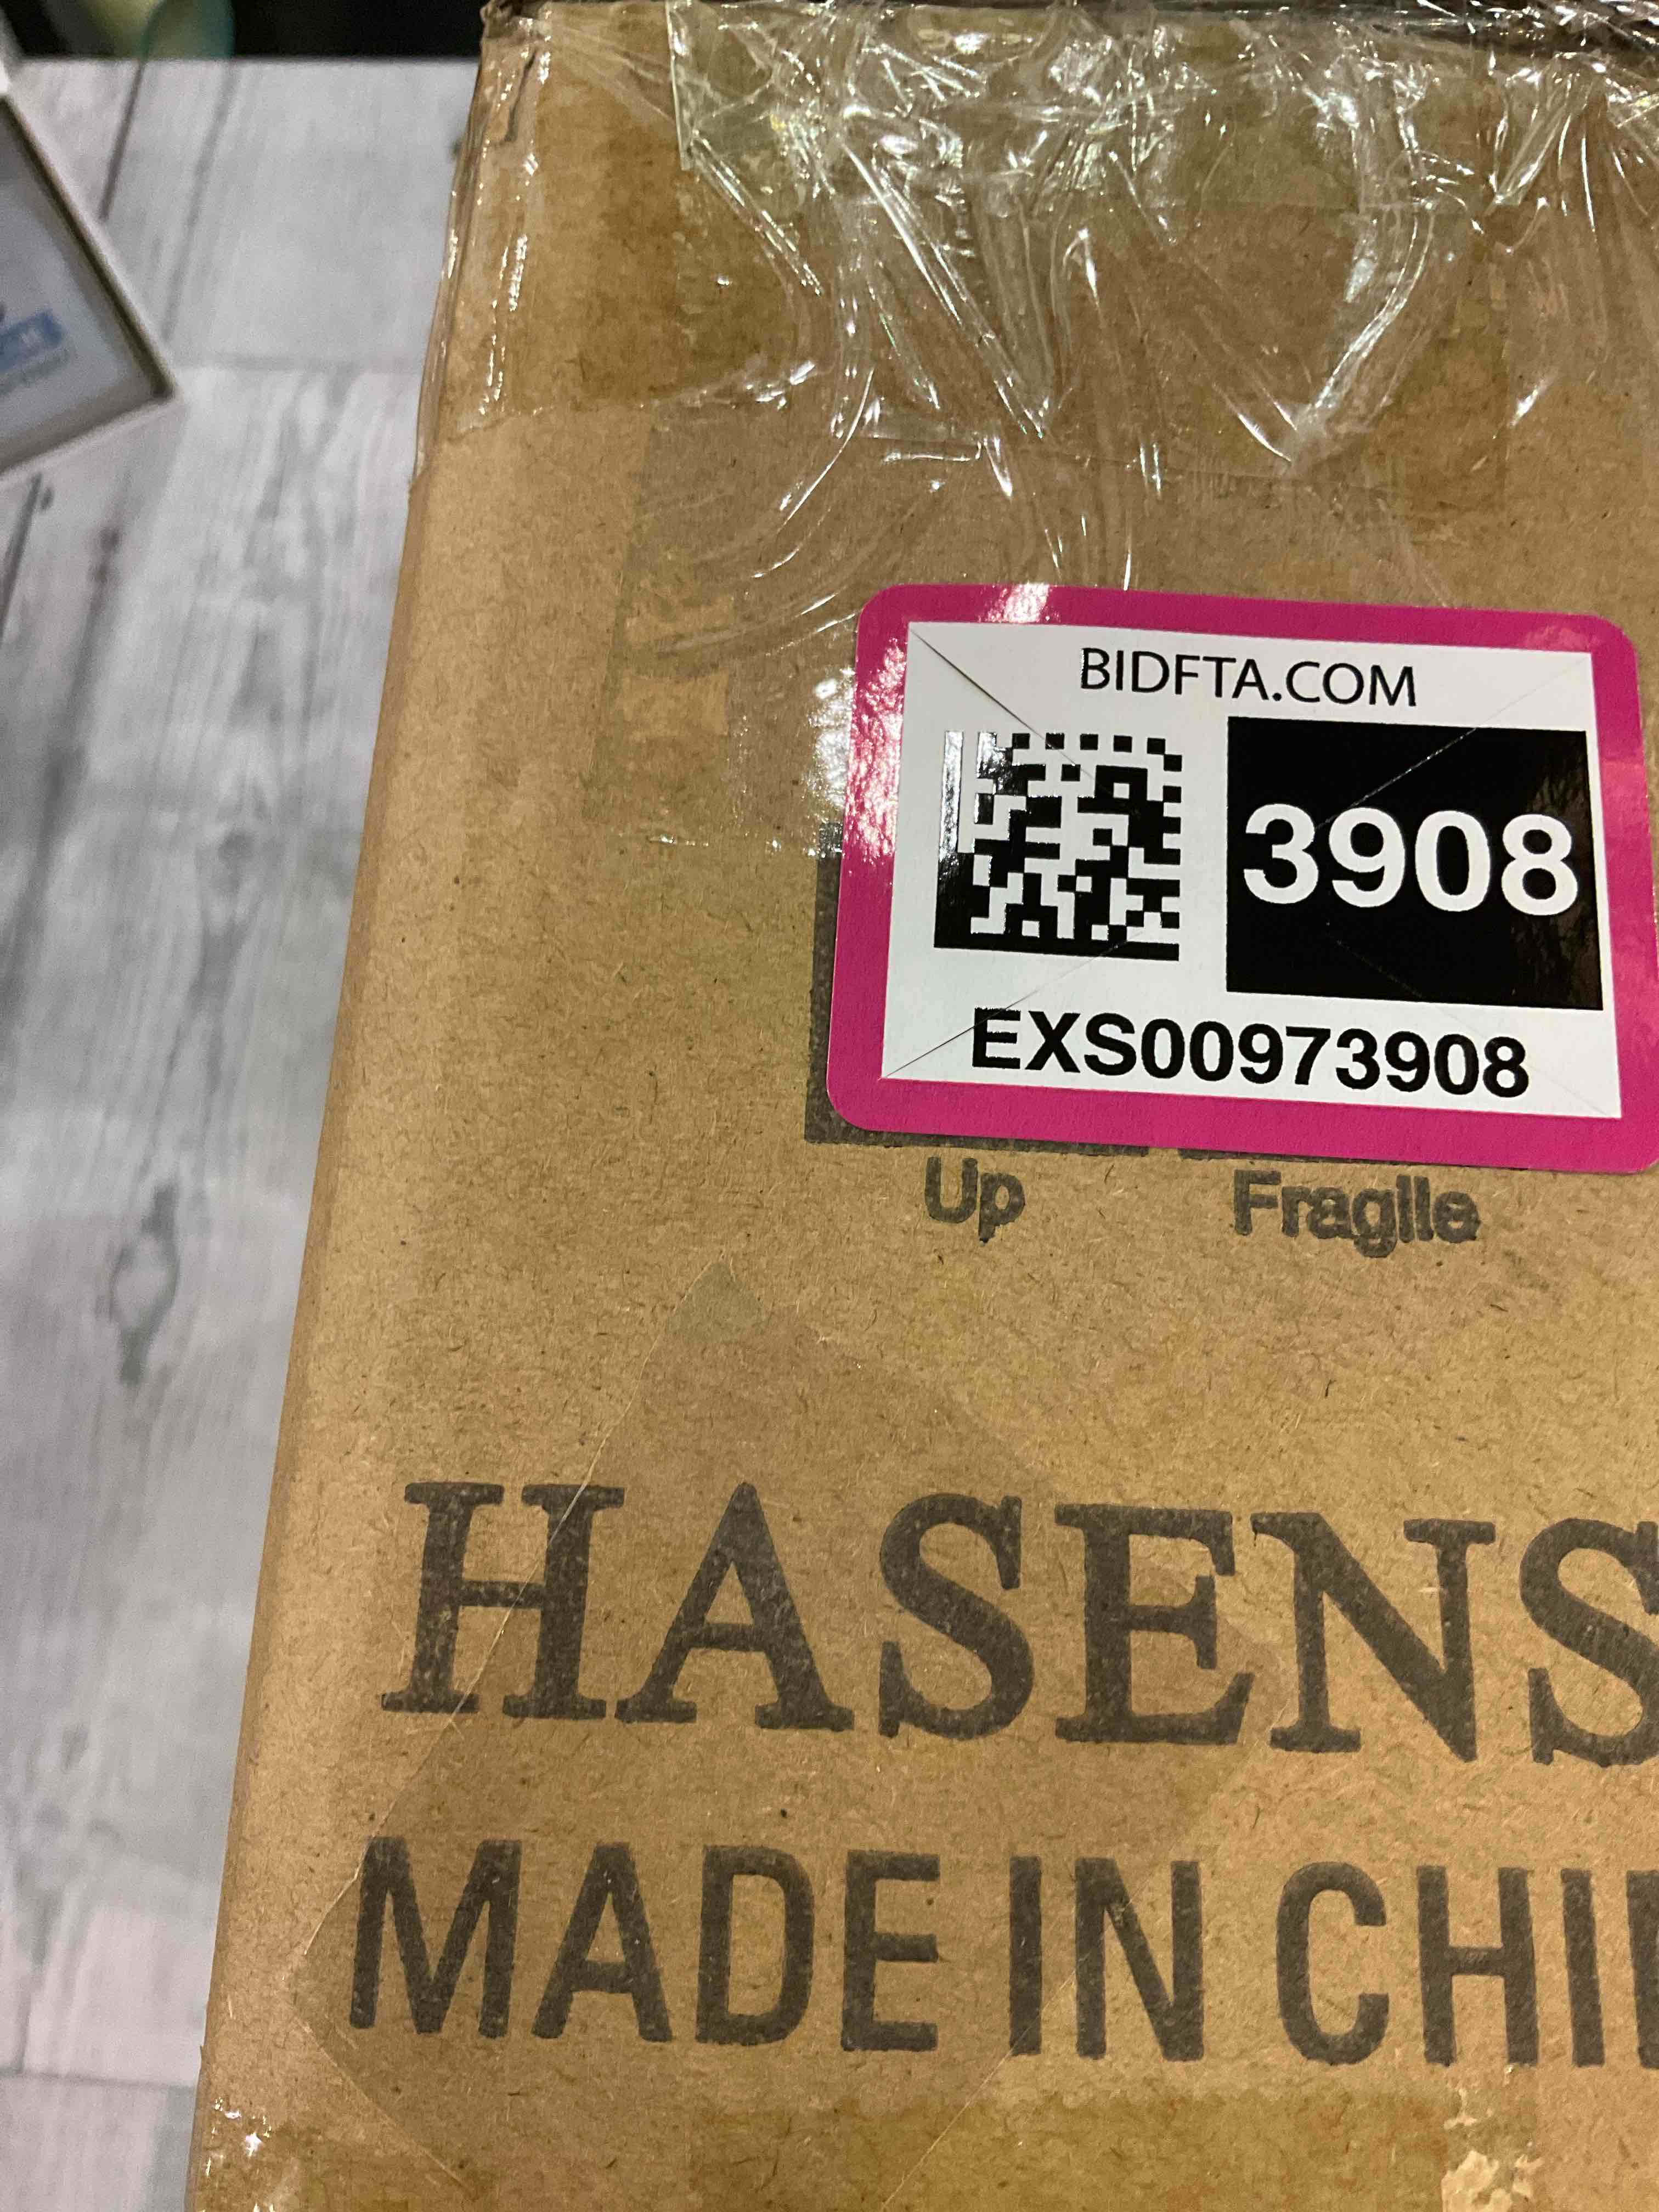 BIDFTA.COM
3908
EXS00973908
Up Fragile
HASENS
MADE IN CHI